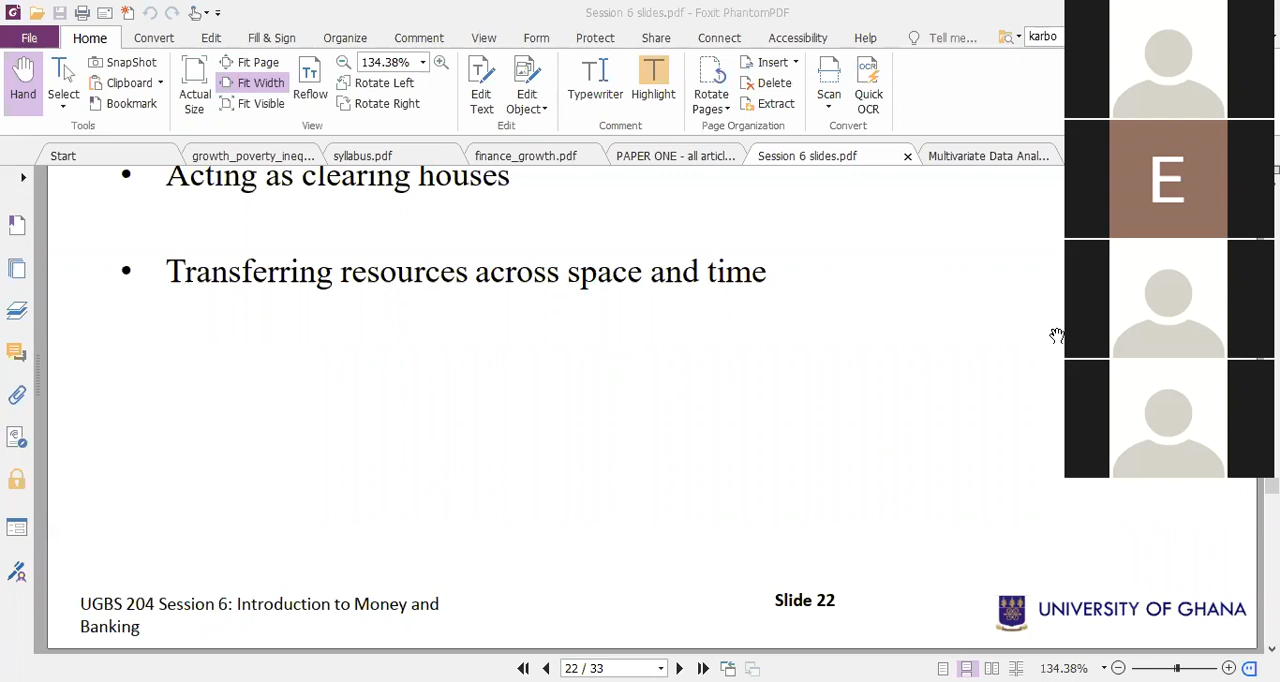 Session 6 slides.pdf - Foxit PhantomPDF
File Home Convert Edit Fill & Sign Organize Comment View Form Protect Share Connect Accessibility Help Tell me... karbo
Hand
Select
SnapShot
Clipboard
Bookmark
Tools
Actual
Size
Fit Page
Fit Width
Fit Visible
Reflow
134.38%
Rotate Left
Rotate Right
View
Edit
Text
Edit
Object
Edit
Typewriter
Highlight
Comment
Rotate
Pages
Insert
Delete
Extract
Page Organization
Scan
Quick
OCR
Convert
Start growth_poverty_ineq... syllabus.pdf finance_growth.pdf PAPER ONE - all articl... Session 6 slides.pdf Multivariate Data Anal...
• Acting as clearing houses
• Transferring resources across space and time
E
UGBS 204 Session 6: Introduction to Money and
Banking
Slide 22
UNIVERSITY OF GHANA
22 / 33
134.38%